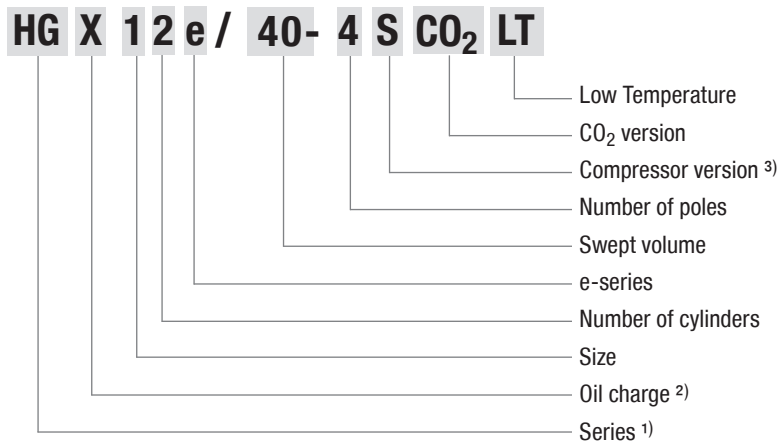 HG X 1 2 e / 40- 4 S CO₂ LT
Low Temperature
CO₂ version
Compressor version ³⁾
Number of poles
Swept volume
e-series
Number of cylinders
Size
Oil charge ²⁾
Series ¹⁾